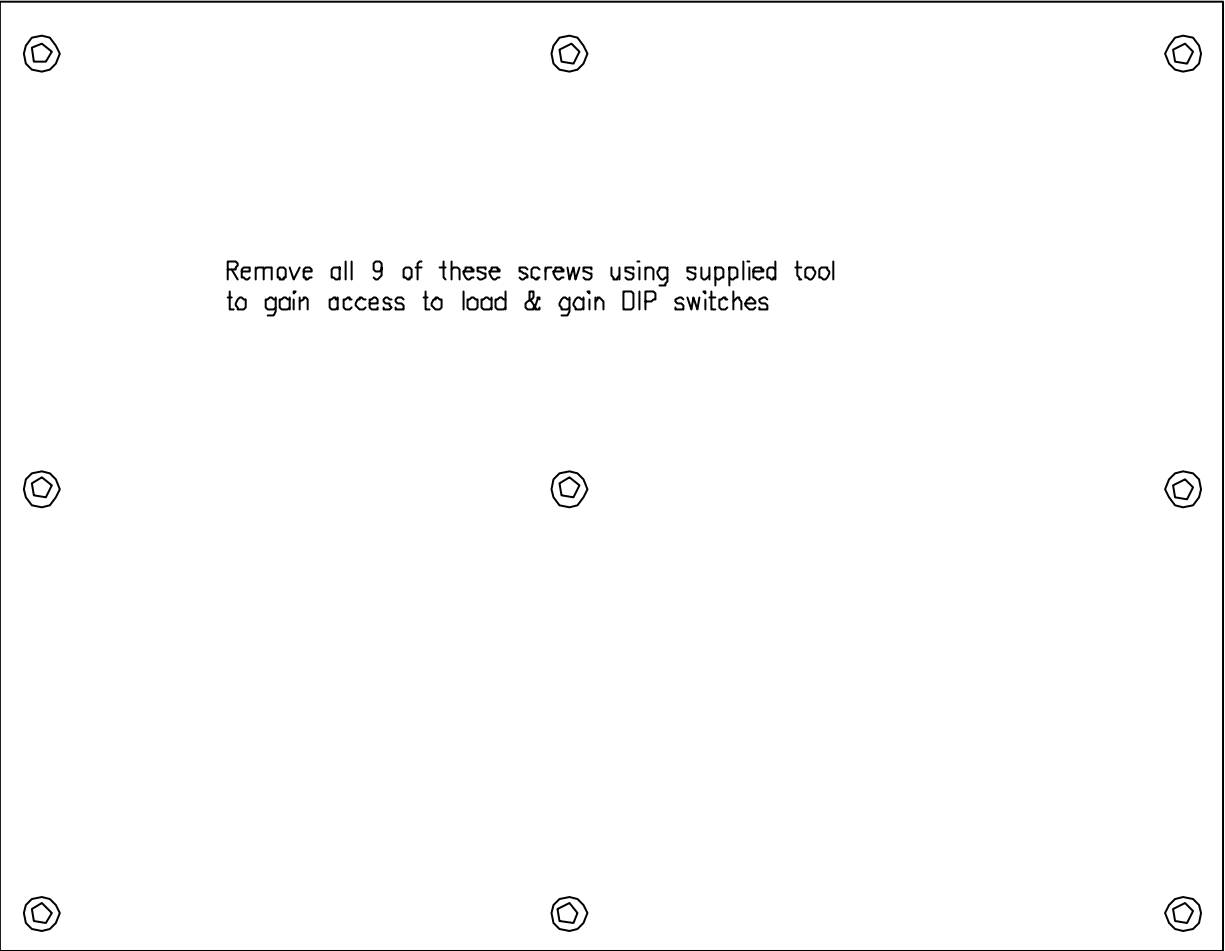 Remove all 9 of these screws using supplied tool
to gain access to load & gain DIP switches